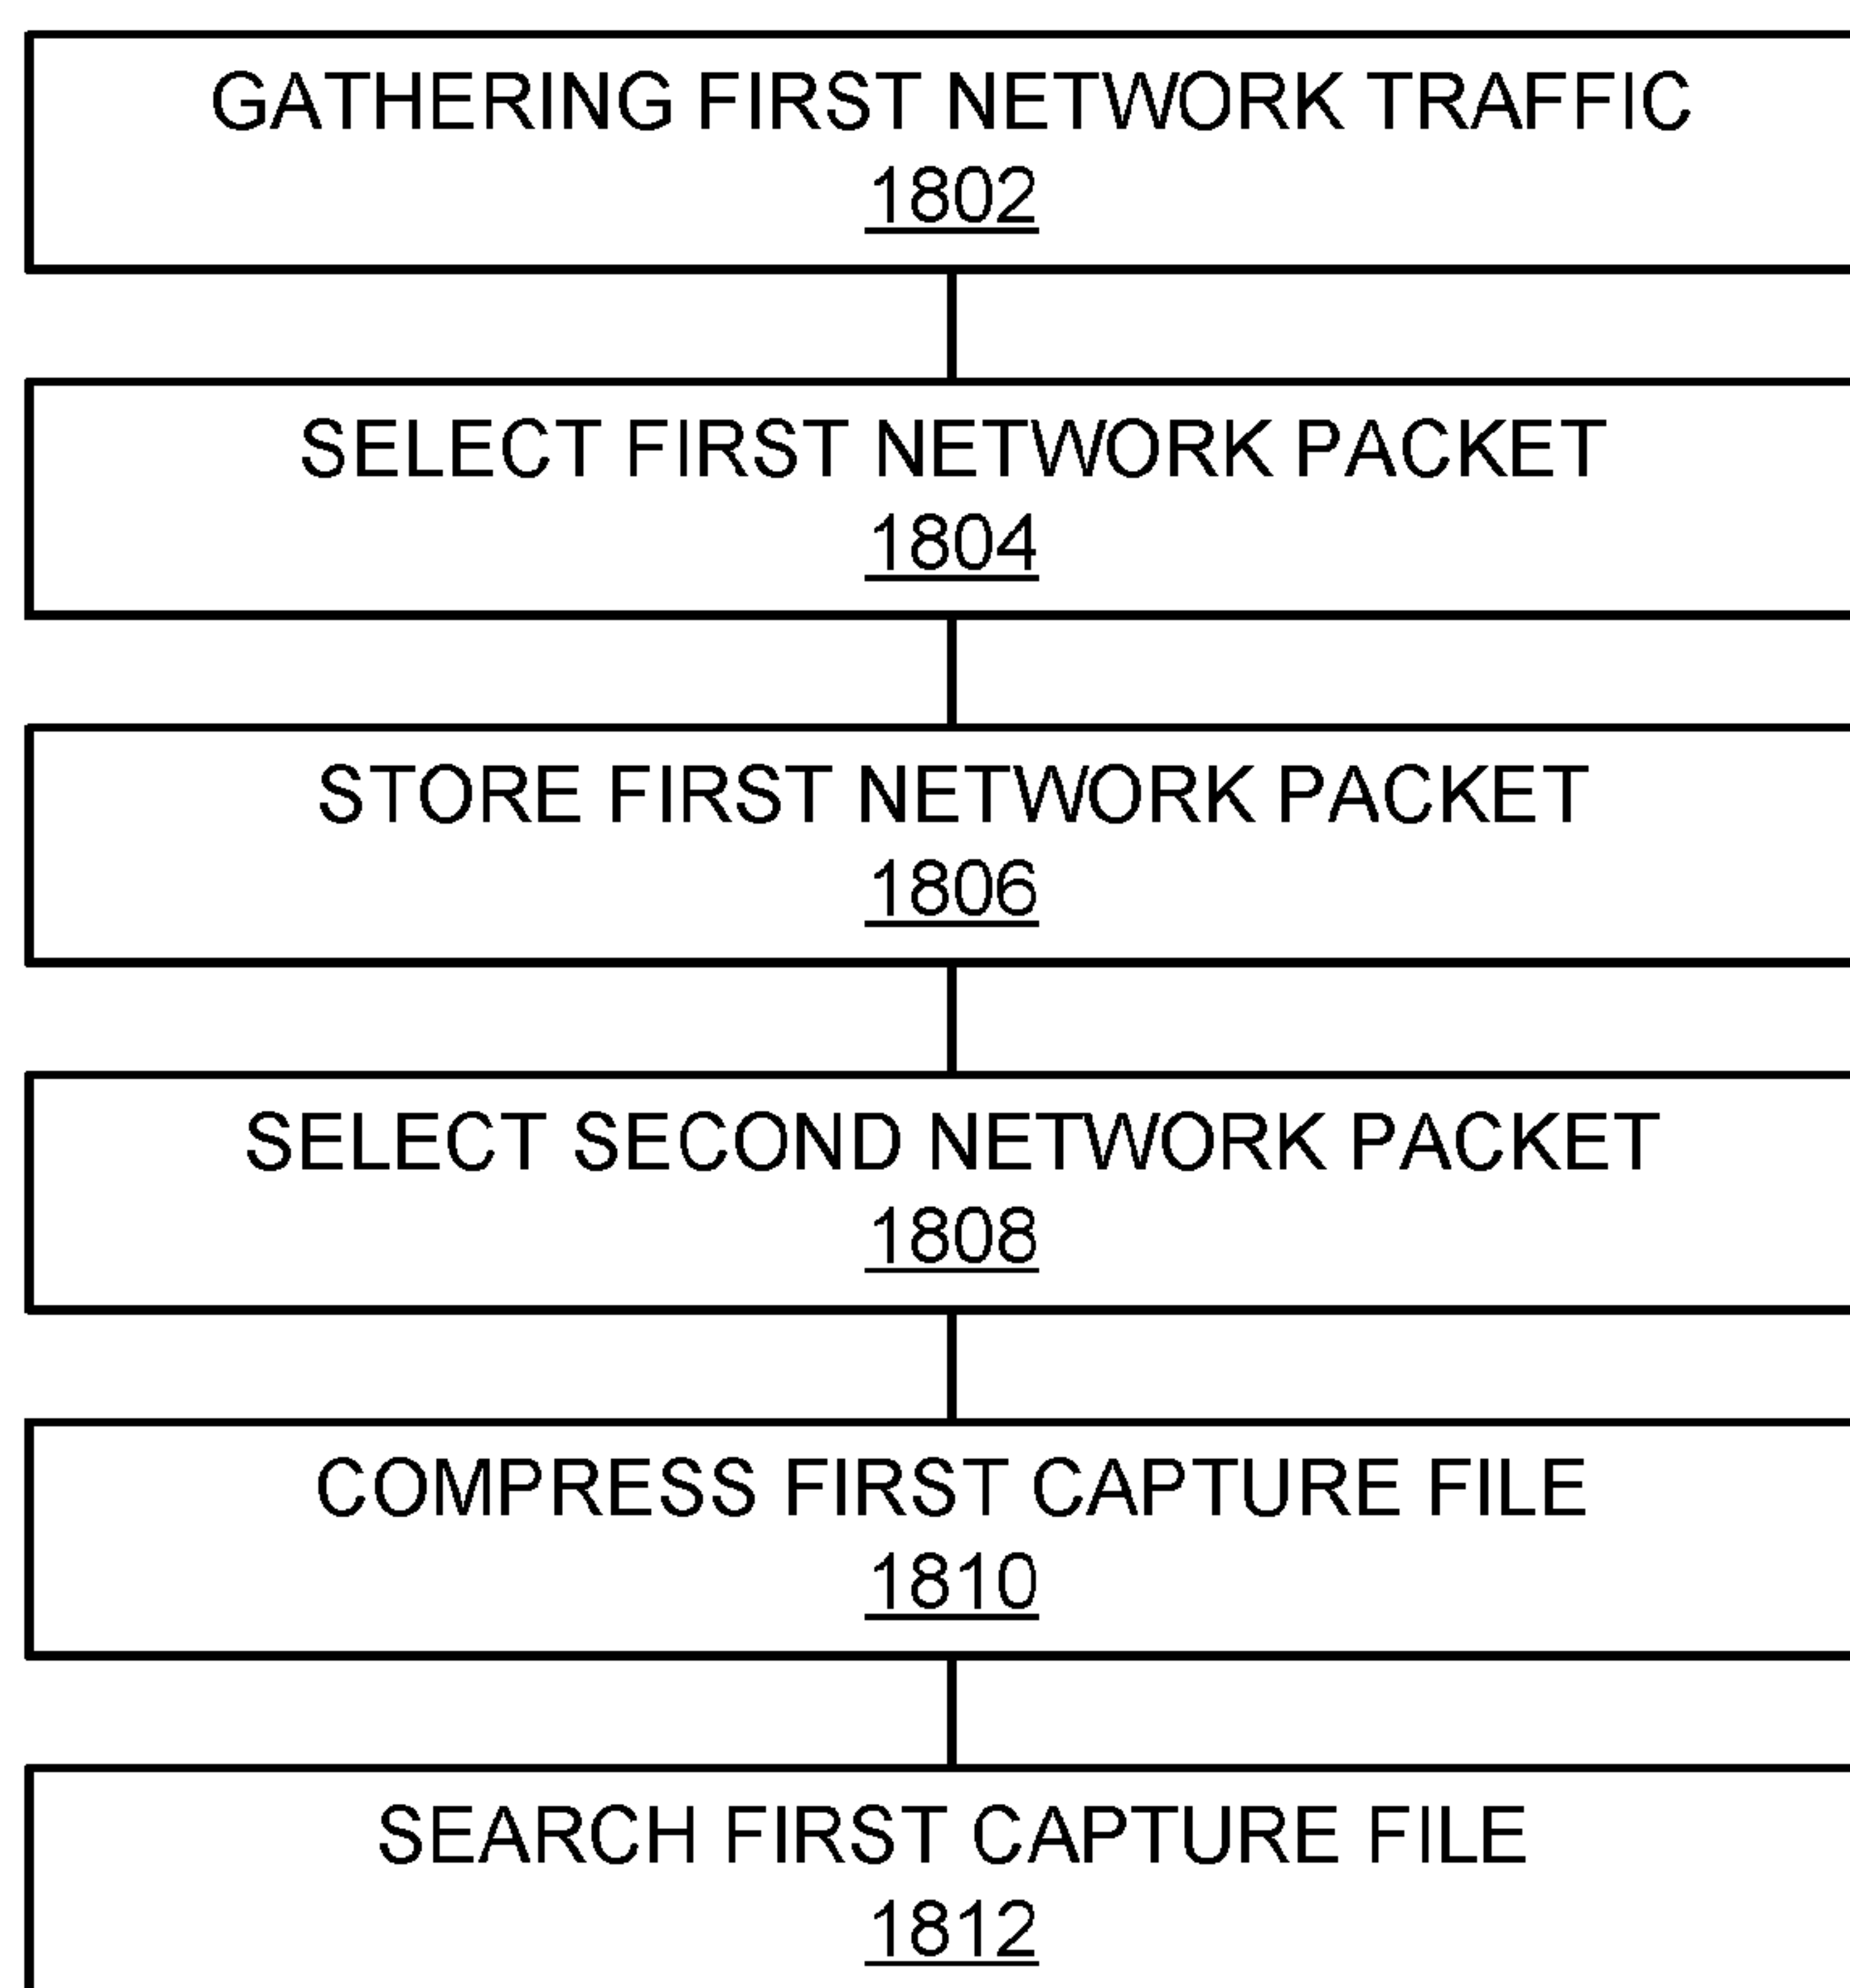 GATHERING FIRST NETWORK TRAFFIC
1802
SELECT FIRST NETWORK PACKET
1804
STORE FIRST NETWORK PACKET
1806
SELECT SECOND NETWORK PACKET
1808
COMPRESS FIRST CAPTURE FILE
1810
SEARCH FIRST CAPTURE FILE
1812